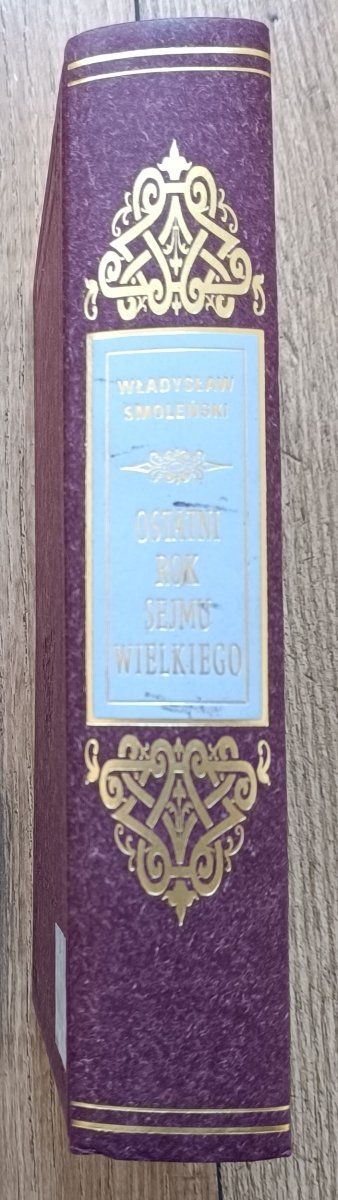 WŁADYSŁAW
SMOLEŃSKI
OSTATNI
ROK
SEJMU
WIELKIEGO